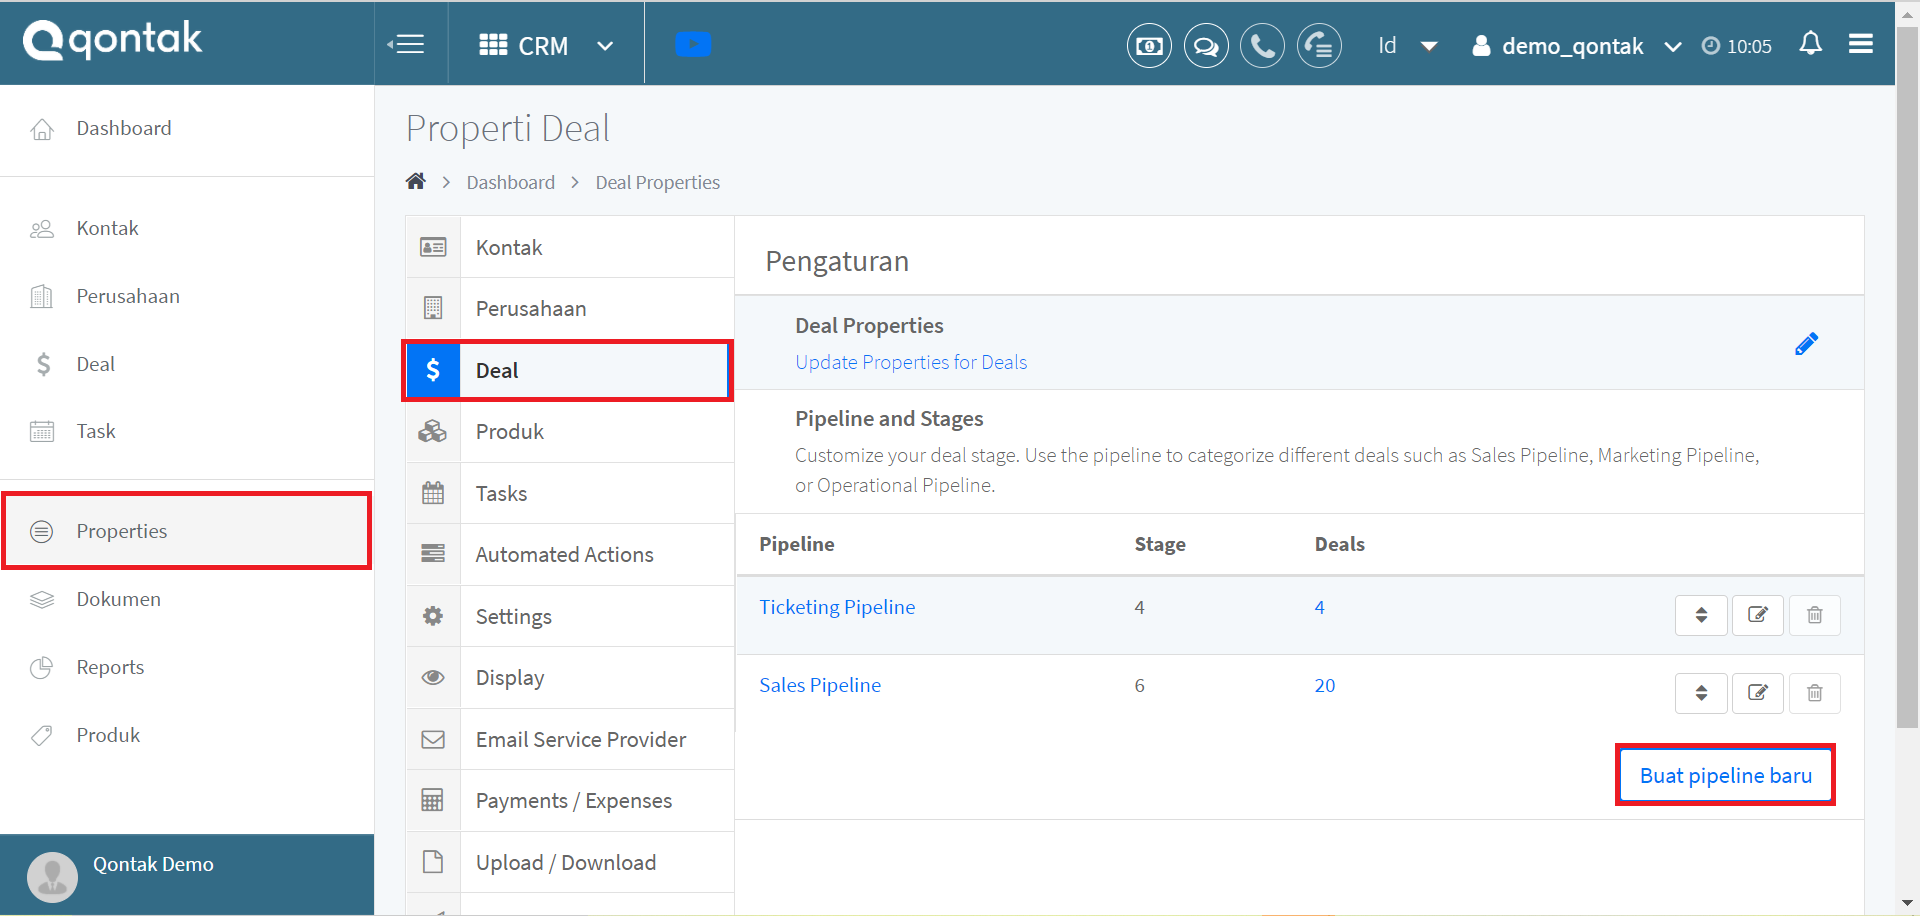 qontak
CRM
Id
demo_qontak
10:05
Dashboard
Kontak
Perusahaan
Deal
Task
Properties
Dokumen
Reports
Produk
Qontak Demo
Properti Deal
Dashboard
Deal Properties
Kontak
Perusahaan
$ Deal
Produk
Tasks
Automated Actions
Settings
Display
Email Service Provider
Payments / Expenses
Upload / Download
Pengaturan
Deal Properties
Update Properties for Deals
Pipeline and Stages
Customize your deal stage. Use the pipeline to categorize different deals such as Sales Pipeline, Marketing Pipeline,
or Operational Pipeline.
Pipeline Stage Deals
Ticketing Pipeline 4 4
Sales Pipeline 6 20
Buat pipeline baru